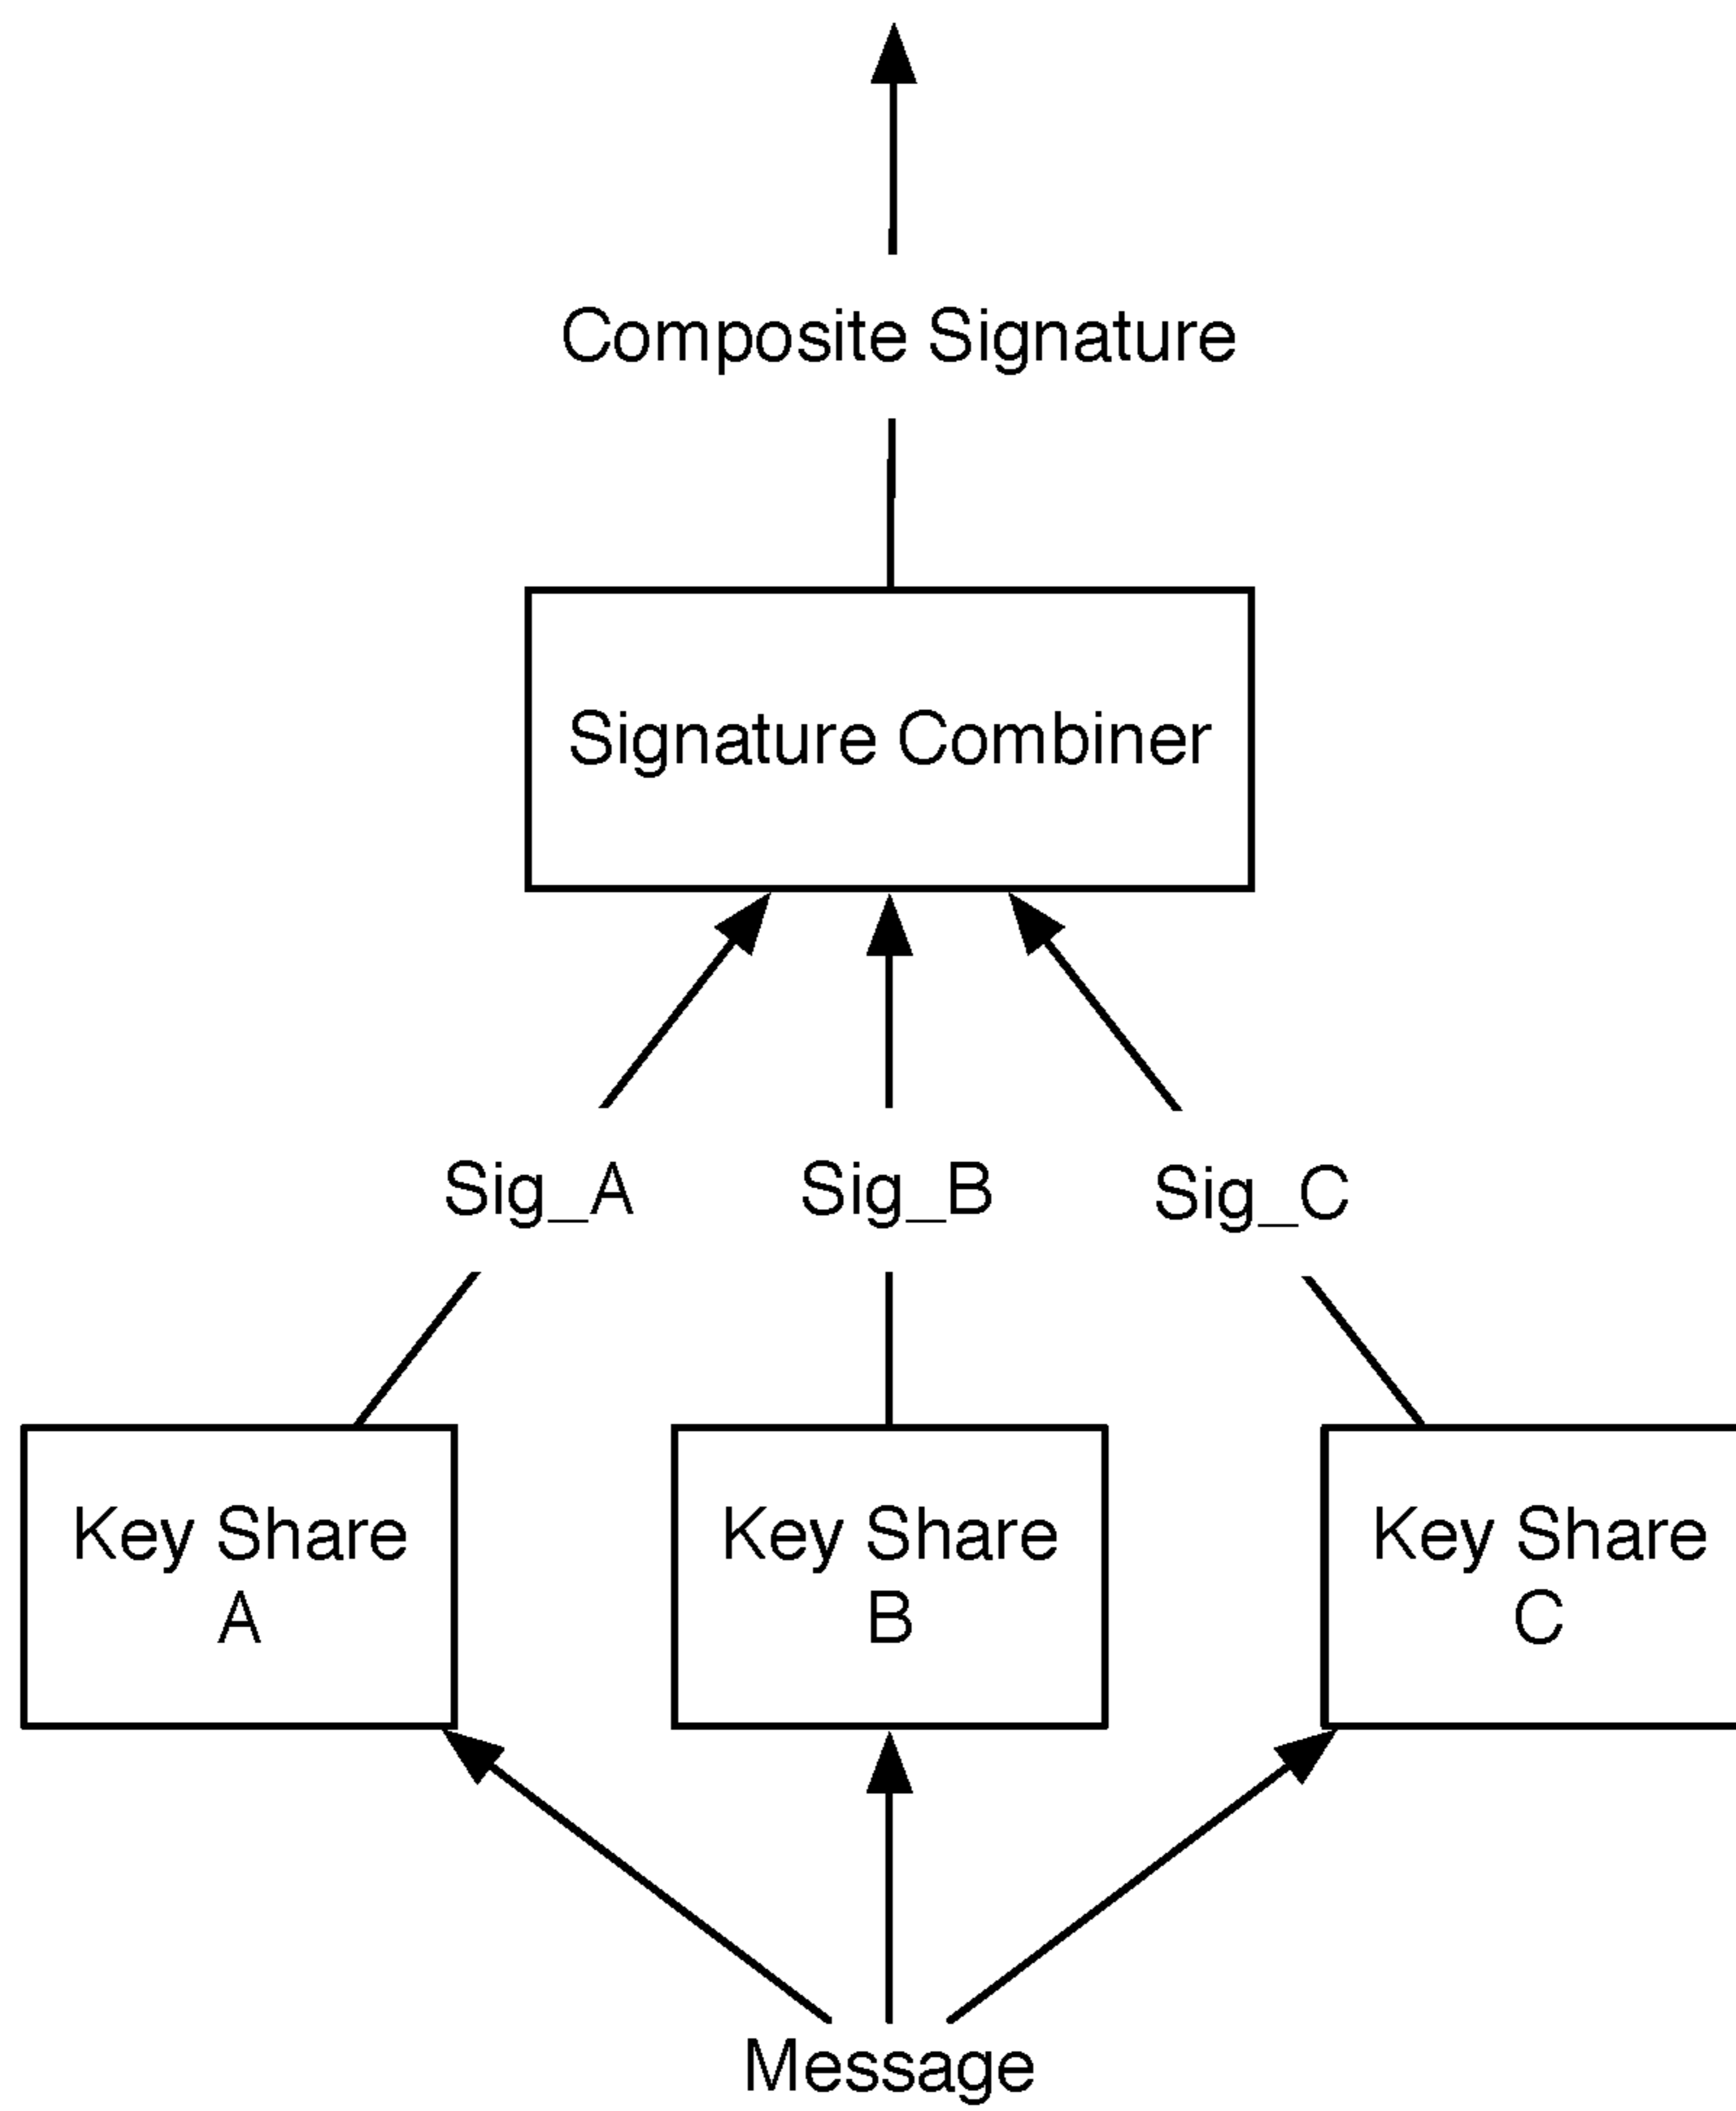 Composite Signature
Signature Combiner
Sig_A
Sig_B
Sig_C
Key Share
A
Key Share
B
Key Share
C
Message